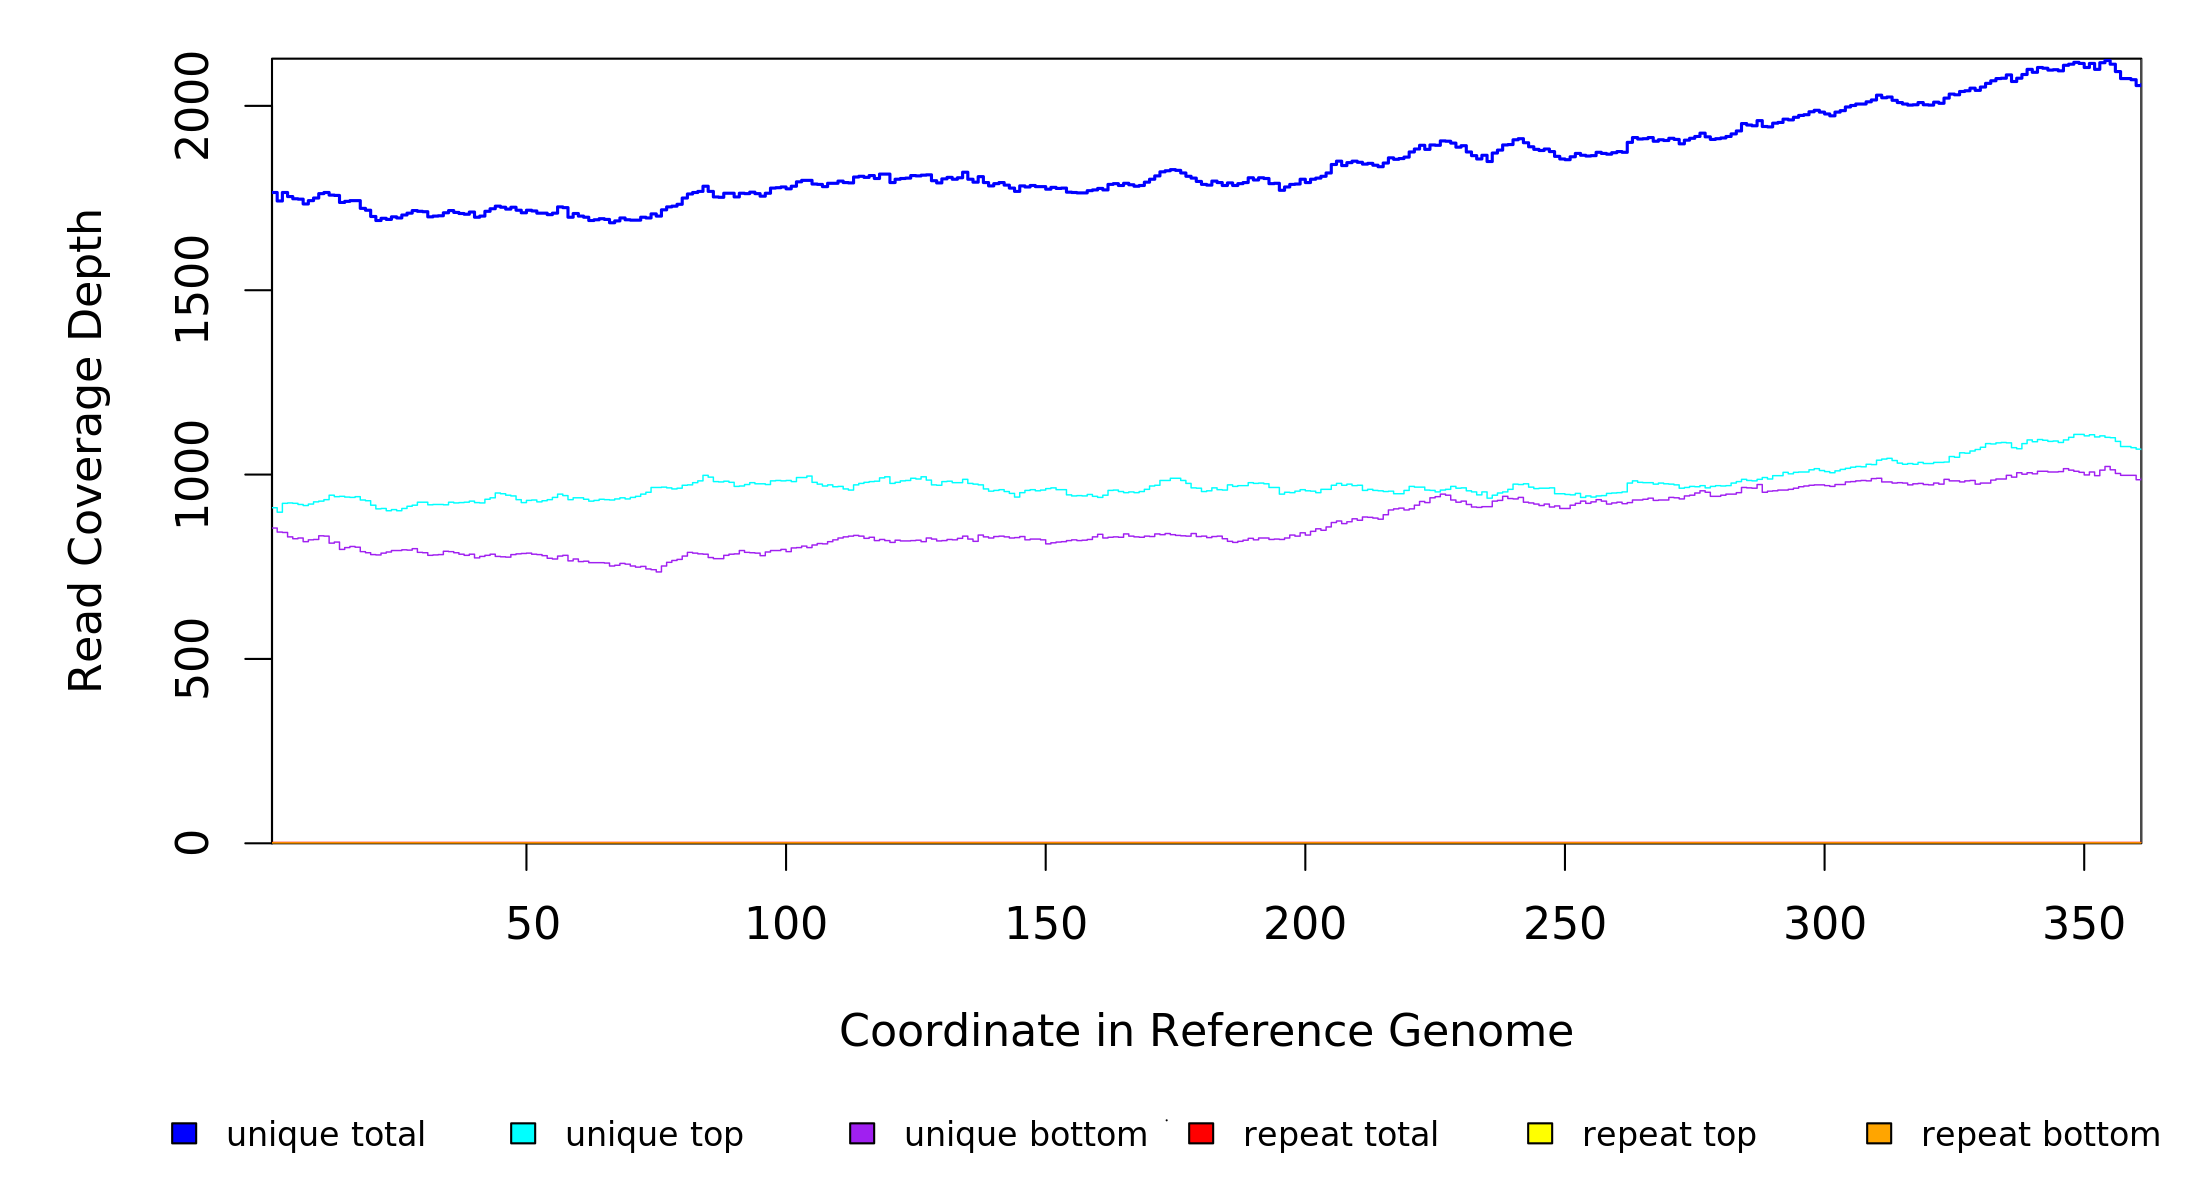 Read Coverage Depth
2000
1500
1000
500
0
50 100 150 200 250 300 350
Coordinate in Reference Genome
unique total unique top unique bottom repeat total repeat top repeat bottom